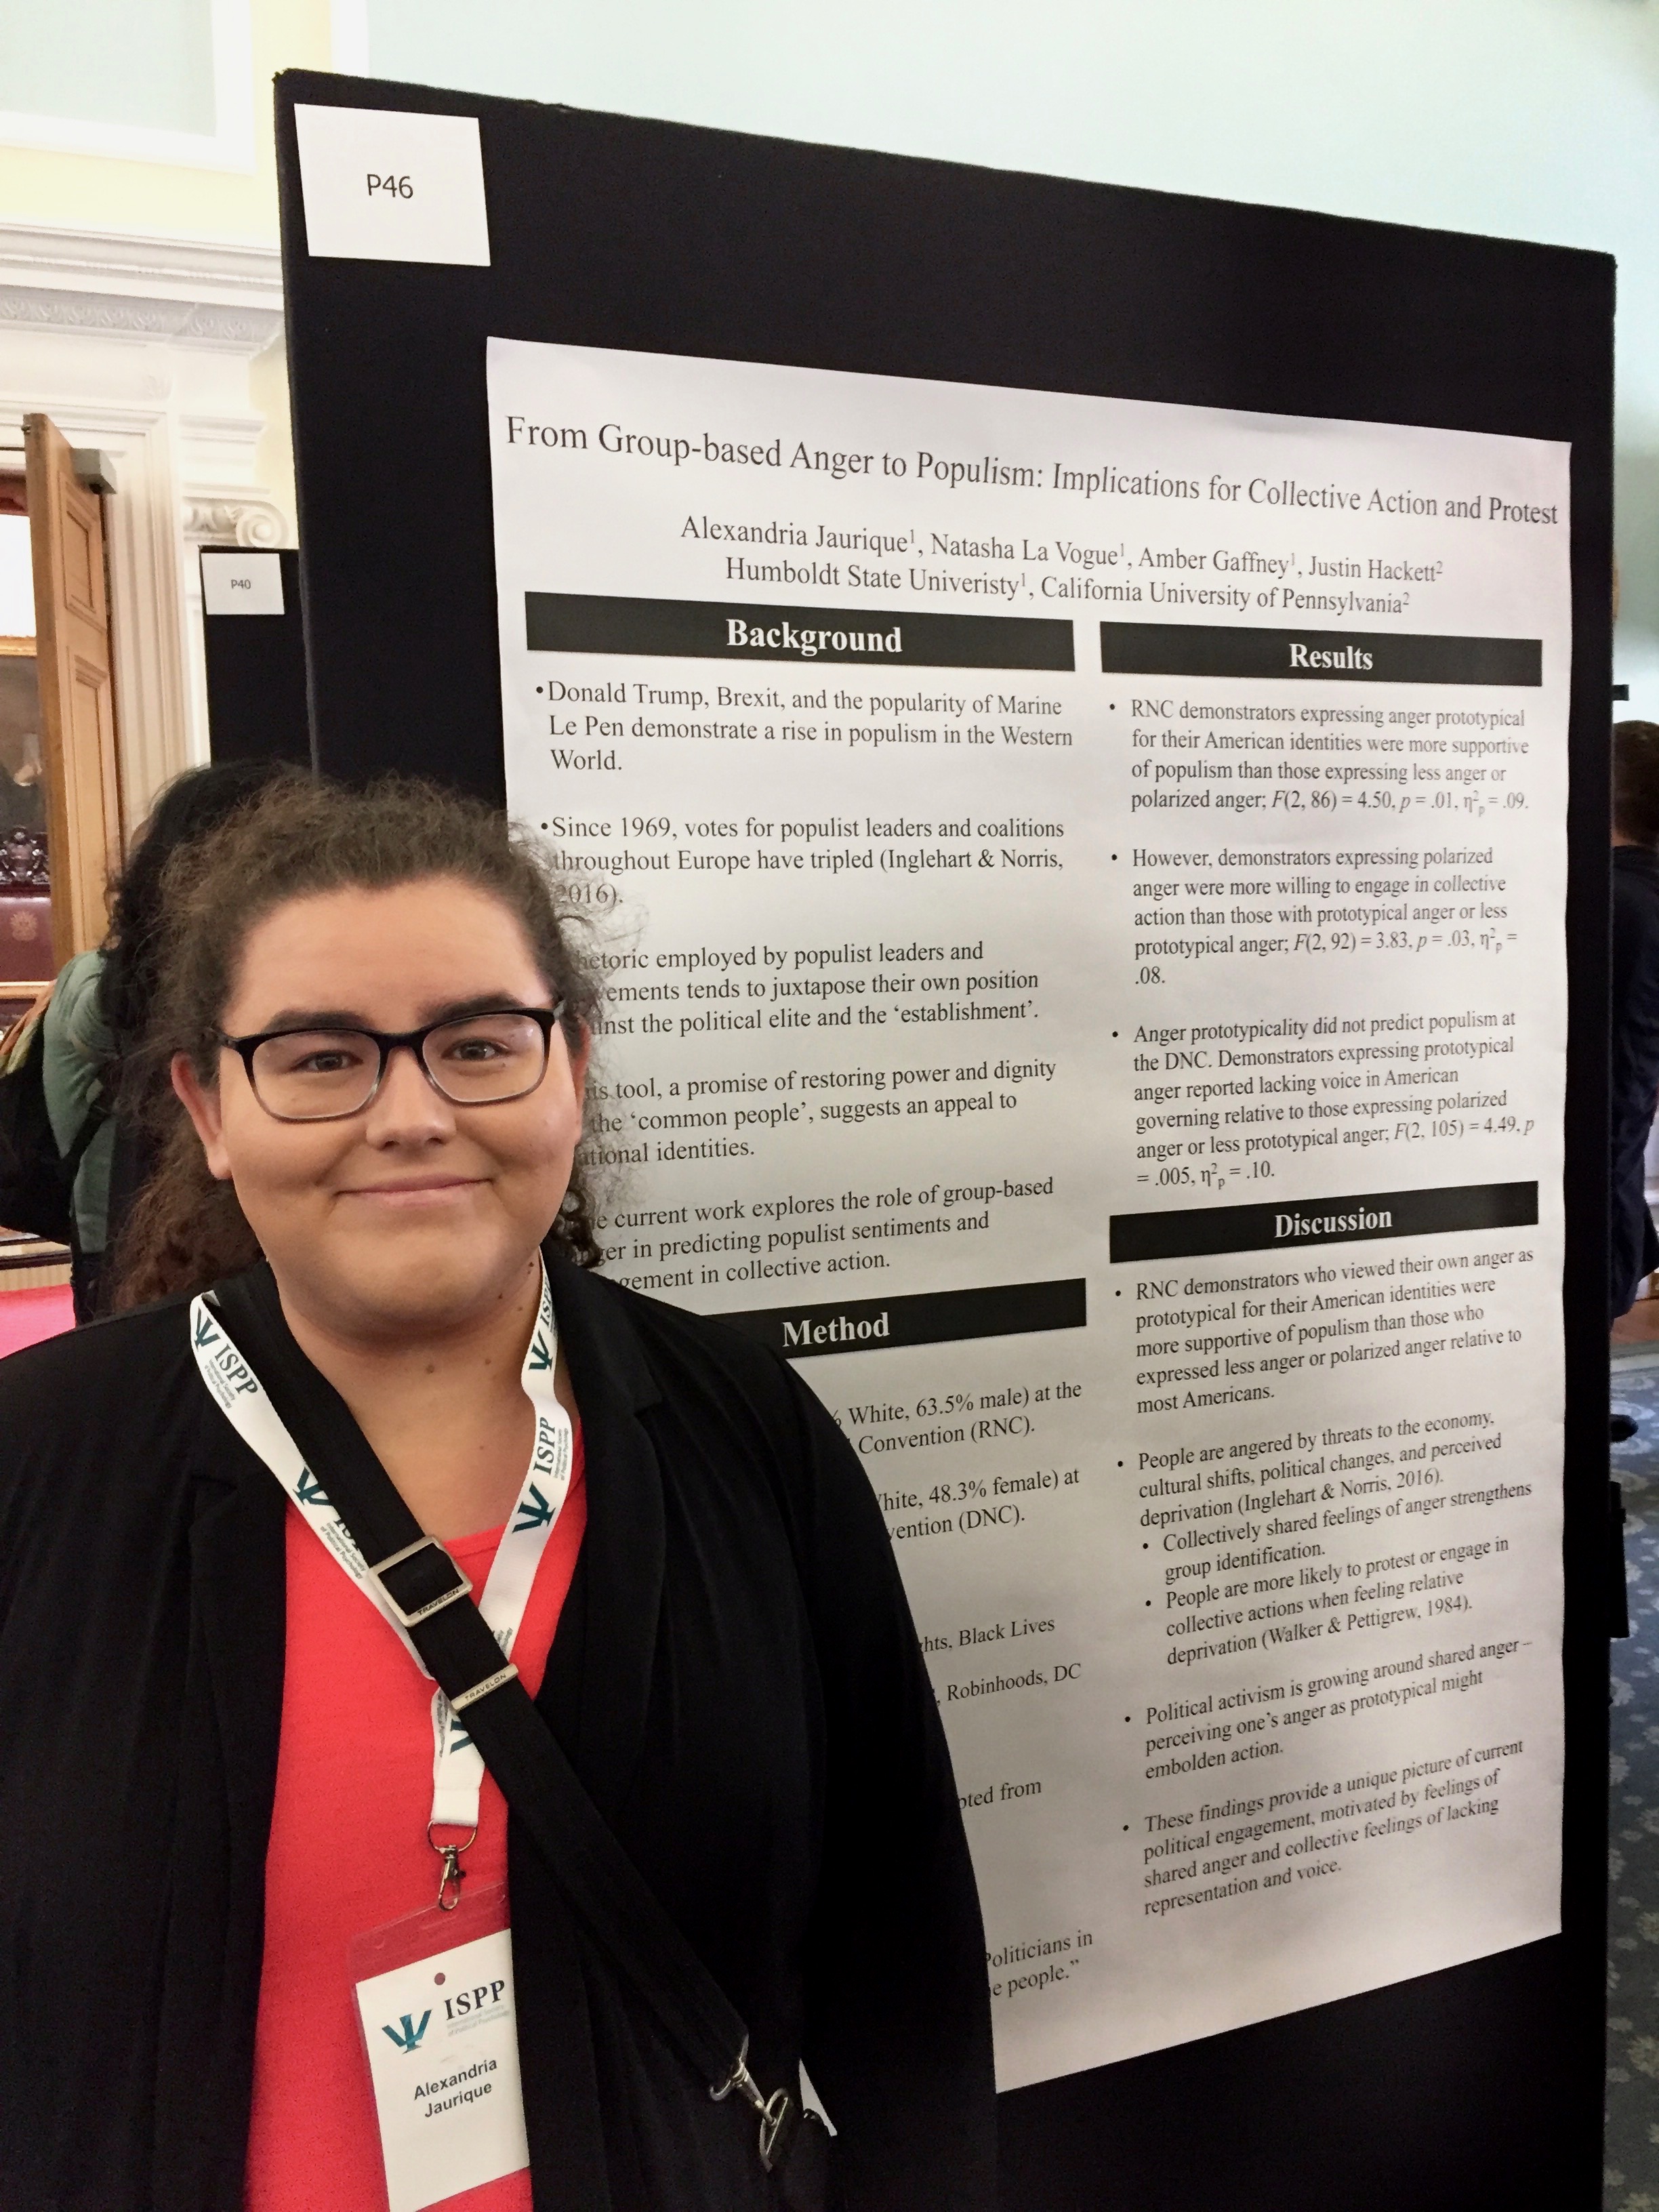 P46
P40
From Group-based Anger to Populism: Implications for Collective Action and Protest
Alexandria Jaurique¹, Natasha La Vogue¹, Amber Gaffney¹, Justin Hackett²
Humboldt State Univeristy¹, California University of Pennsylvania²
Background
•Donald Trump, Brexit, and the popularity of Marine
Le Pen demonstrate a rise in populism in the Western
World.
•Since 1969, votes for populist leaders and coalitions
throughout Europe have tripled (Inglehart & Norris,
2016).
employed by populist leaders and
tends to juxtapose their own position
the political elite and the ‘establishment’.
tool, a promise of restoring power and dignity
the ‘common people’, suggests an appeal to
identities.
current work explores the role of group-based
in predicting populist sentiments and
in collective action.
Method
White, 63.5% male) at the
Convention (RNC).
48.3% female) at
(DNC).
Black Lives
, Robinhoods, DC
from
Politicians in
people.”
Results
• RNC demonstrators expressing anger prototypical
for their American identities were more supportive
of populism than those expressing less anger or
polarized anger; F(2, 86) = 4.50, p = .01, η²p = .09.
• However, demonstrators expressing polarized
anger were more willing to engage in collective
action than those with prototypical anger or less
prototypical anger; F(2, 92) = 3.83, p = .03, η²p =
.08.
• Anger prototypicality did not predict populism at
the DNC. Demonstrators expressing prototypical
anger reported lacking voice in American
governing relative to those expressing polarized
anger or less prototypical anger; F(2, 105) = 4.49, p
= .005, η²p = .10.
Discussion
• RNC demonstrators who viewed their own anger as
prototypical for their American identities were
more supportive of populism than those who
expressed less anger or polarized anger relative to
most Americans.
• People are angered by threats to the economy,
cultural shifts, political changes, and perceived
deprivation (Inglehart & Norris, 2016).
• Collectively shared feelings of anger strengthens
group identification.
• People are more likely to protest or engage in
collective actions when feeling relative
deprivation (Walker & Pettigrew, 1984).
• Political activism is growing around shared anger –
perceiving one’s anger as prototypical might
embolden action.
• These findings provide a unique picture of current
political engagement, motivated by feelings of
shared anger and collective feelings of lacking
representation and voice.
ISPP
International Society
of Political Psychology
ISPP
ISPP
TRAVELON
TRAVELON
ISPP
International Society
of Political Psychology
Alexandria
Jaurique